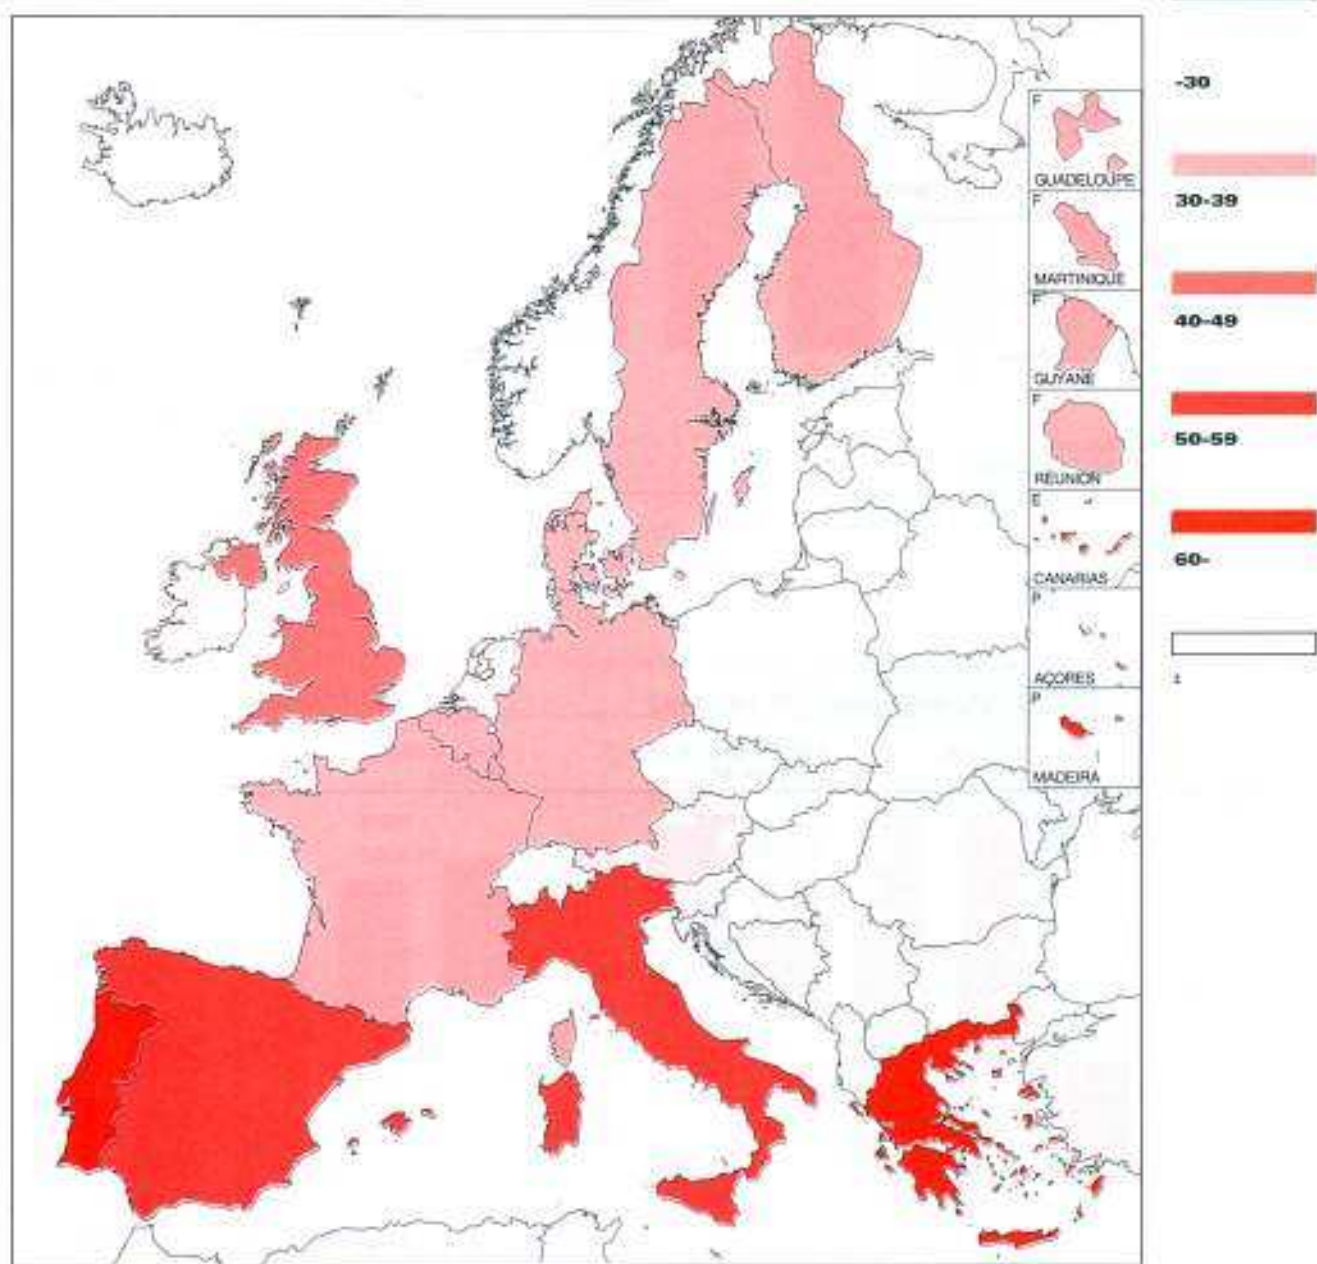 F
GUADELOUPE
F
MARTINIQUE
F
GUYANE
F
REUNION
E
CANARIAS
P
AÇORES
P
MADEIRA
-30
30-39
40-49
50-59
60-